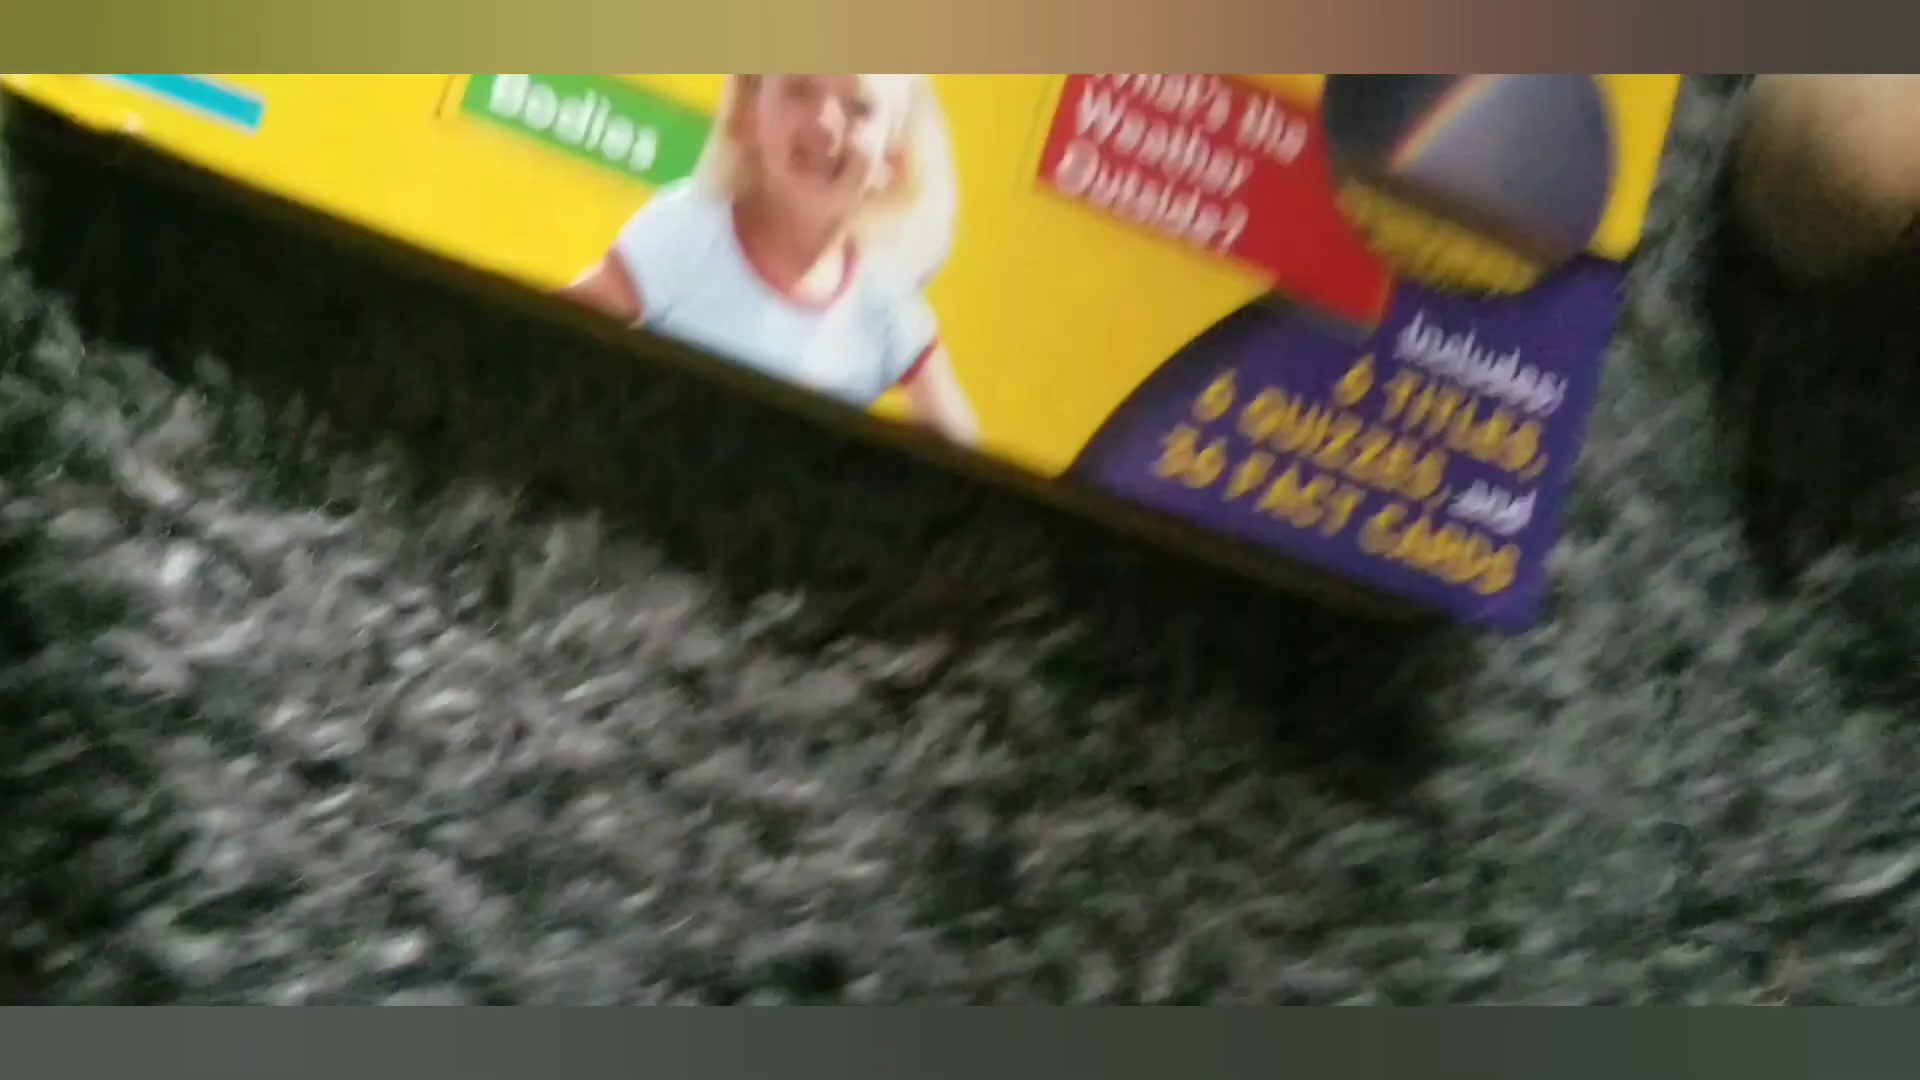 Bodies
What's the
Weather
Outside?
Includes:
6 TITLES,
6 QUIZZES, and
36 FACT CARDS